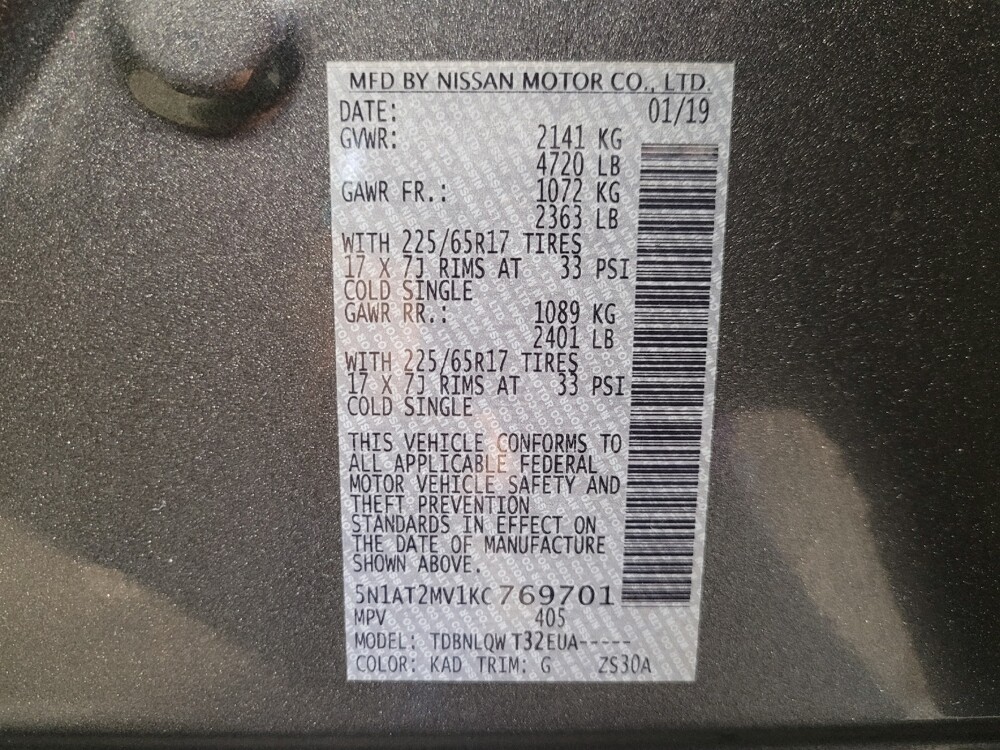 MFD BY NISSAN MOTOR CO., LTD.
DATE: 01/19
GVWR: 2141 KG
4720 LB
GAWR FR.: 1072 KG
2363 LB
WITH 225/65R17 TIRES
17 X 7J RIMS AT 33 PSI
COLD SINGLE
GAWR RR.: 1089 KG
2401 LB
WITH 225/65R17 TIRES
17 X 7J RIMS AT 33 PSI
COLD SINGLE
THIS VEHICLE CONFORMS TO
ALL APPLICABLE FEDERAL
MOTOR VEHICLE SAFETY AND
THEFT PREVENTION
STANDARDS IN EFFECT ON
THE DATE OF MANUFACTURE
SHOWN ABOVE.
5N1AT2MV1KC769701
MPV 405
MODEL: TDBNLQW T32EUA-----
COLOR: KAD TRIM: G ZS30A